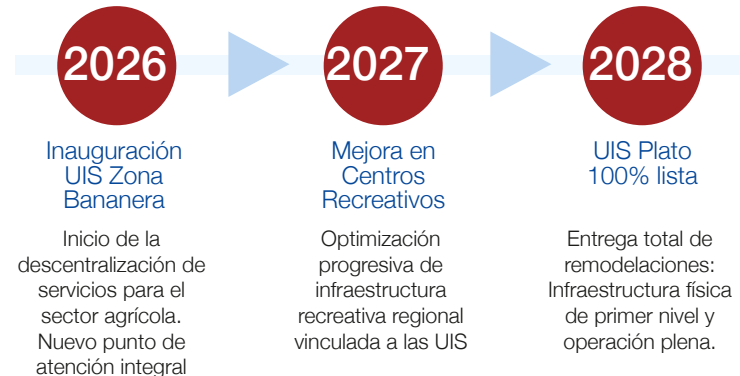 2026
Inauguración
UIS Zona
Bananera
Inicio de la
descentralización de
servicios para el
sector agrícola.
Nuevo punto de
atención integral
2027
Mejora en
Centros
Recreativos
Optimización
progresiva de
infraestructura
recreativa regional
vinculada a las UIS
2028
UIS Plato
100% lista
Entrega total de
remodelaciones:
Infraestructura física
de primer nivel y
operación plena.